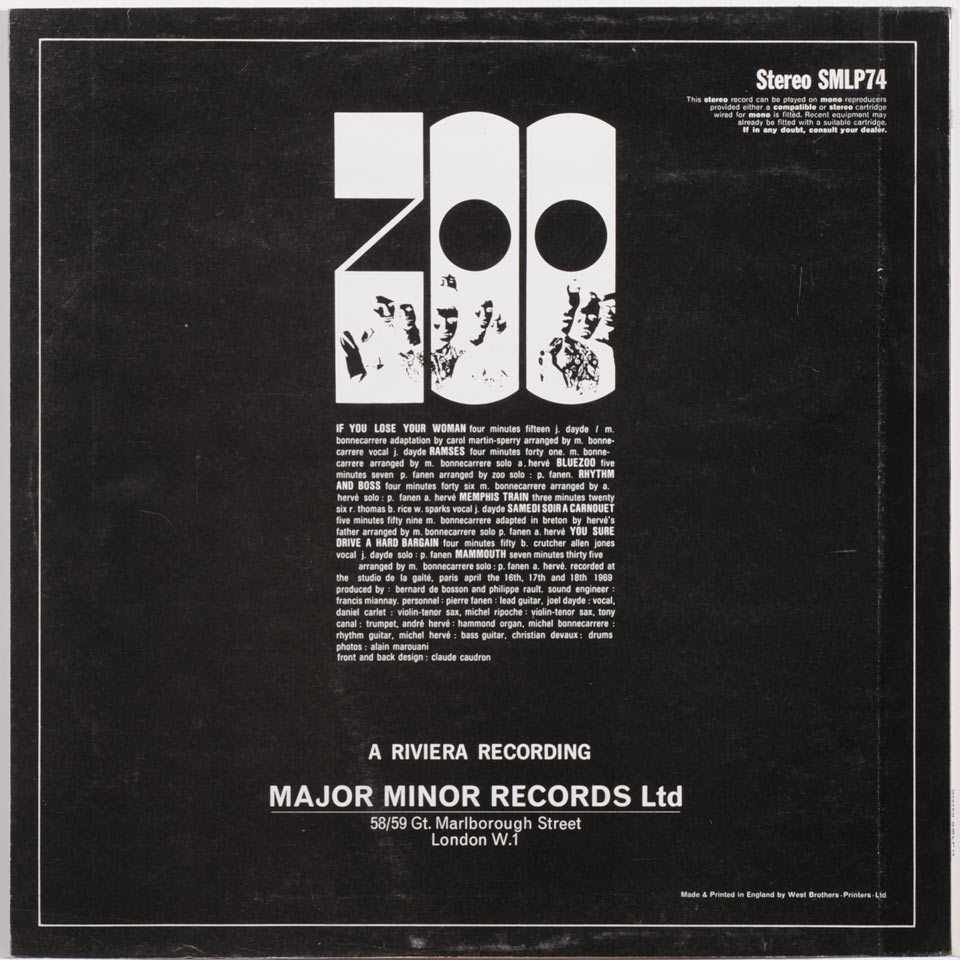 Stereo SMLP74
This stereo record can be played on mono reproducers
provided either a compatible or stereo cartridge
wired for mono is fitted. Recent equipment may
already be fitted with a suitable cartridge.
If in any doubt, consult your dealer.
ZOO
IF YOU LOSE YOUR WOMAN four minutes fifteen j. dayde / m.
bonnecarrere adaptation by carol martin-sperry arranged by m. bonne-
carrere vocal j. dayde RAMSES four minutes forty one. m. bonne-
carrere arranged by m. bonnecarrere solo a. hervé BLUEZOO five
minutes seven p. fanen arranged by zoo solo : p. fanen. RHYTHM
AND BOSS four minutes forty six m. bonnecarrere arranged by a.
hervé solo : p. fanen a. hervé MEMPHIS TRAIN three minutes twenty
six r. thomas b. rice w. sparks vocal j. dayde SAMEDI SOIR A CARNOUET
five minutes fifty nine m. bonnecarrere adapted in breton by hervé's
father arranged by m. bonnecarrere solo p. fanen a. hervé YOU SURE
DRIVE A HARD BARGAIN four minutes fifty b. crutcher allen jones
vocal j. dayde solo : p. fanen MAMMOUTH seven minutes thirty five
arranged by m. bonnecarrere solo : p. fanen a. hervé. recorded at
the studio de la gaité, paris april the 16th, 17th and 18th 1969
produced by : bernard de bosson and philippe rault. sound engineer :
francis miannay. personnel : pierre fanen : lead guitar, joel dayde : vocal,
daniel carlet : violin-tenor sax, michel ripoche : violin-tenor sax, tony
canal : trumpet, andré hervé : hammond organ, michel bonnecarrere :
rhythm guitar, michel hervé : bass guitar, christian devaux : drums
photos : alain marouani
front and back design : claude caudron
A RIVIERA RECORDING
MAJOR MINOR RECORDS Ltd
58/59 Gt. Marlborough Street
London W.1
Made & Printed in England by West Brothers · Printers · Ltd